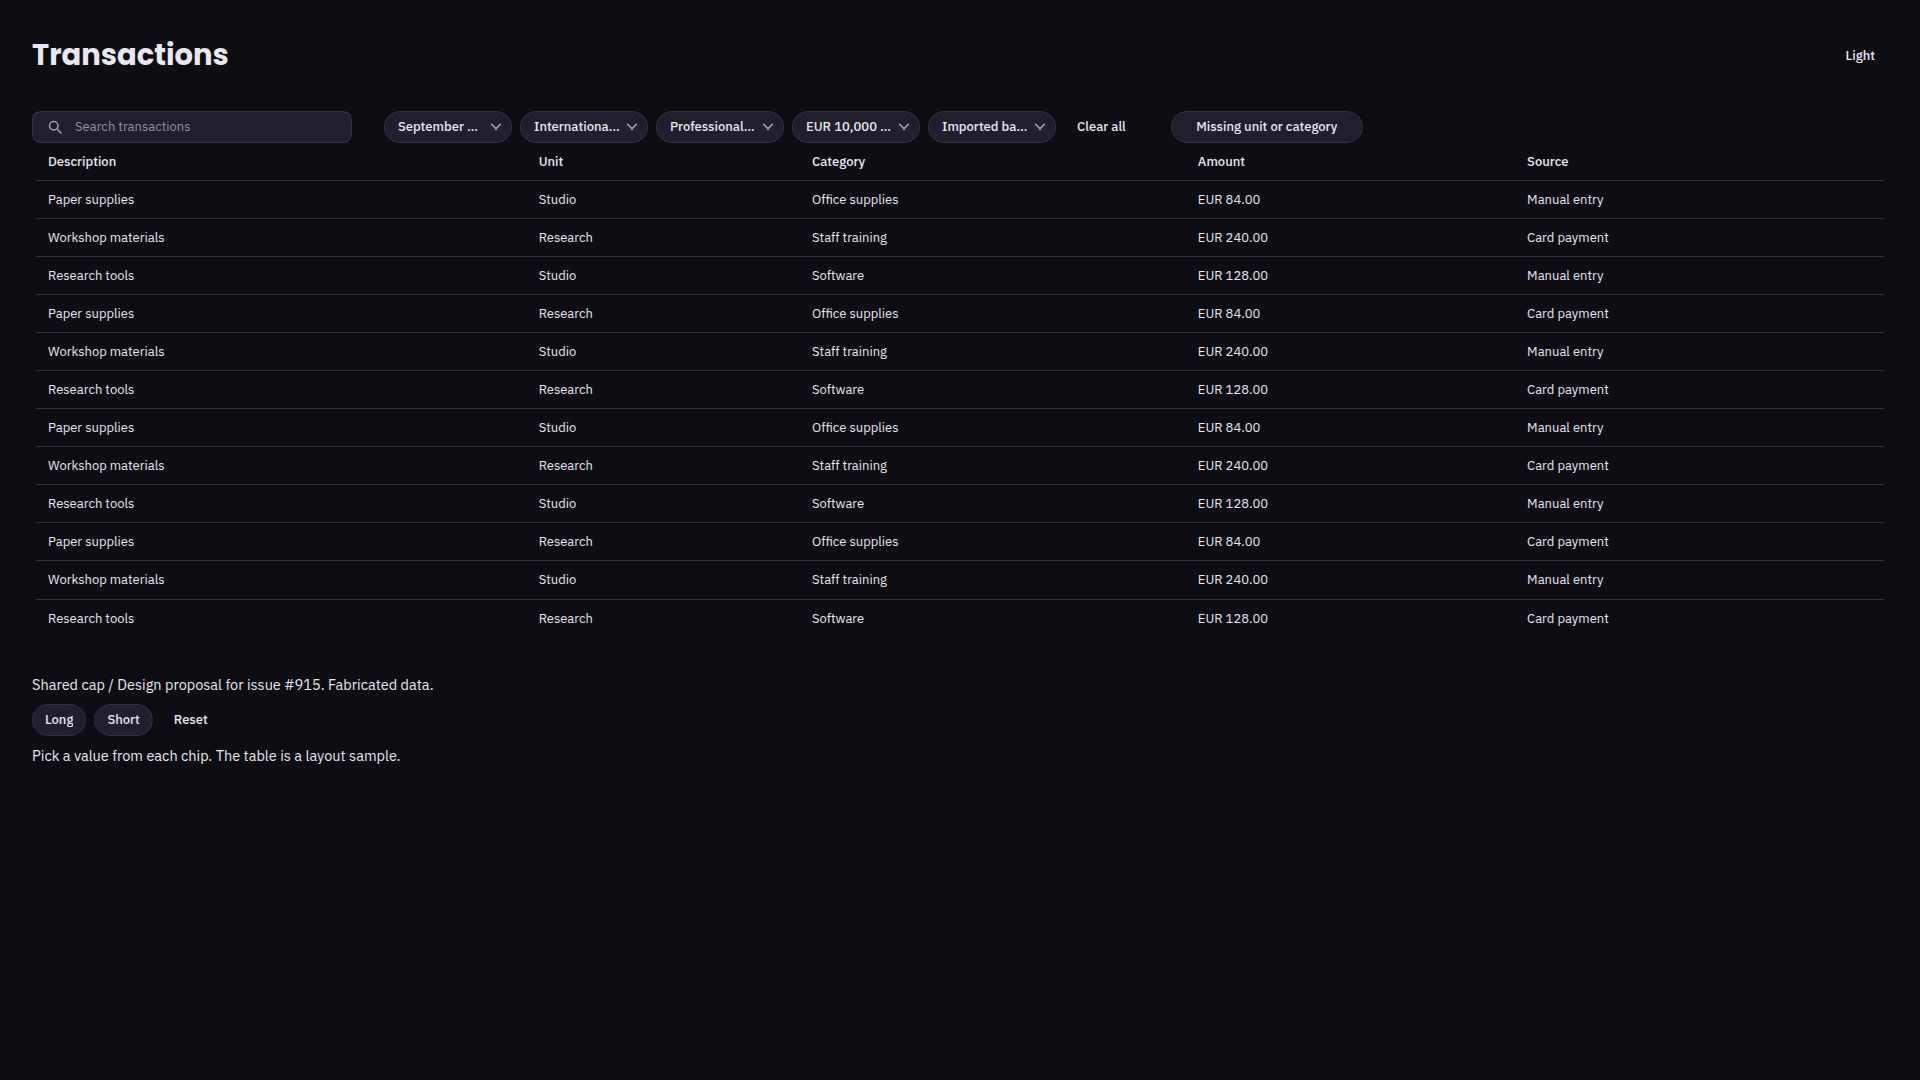 Transactions
Light
Search transactions September ... Internationa... Professional... EUR 10,000 ... Imported ba... Clear all Missing unit or category
Description Unit Category Amount Source
Paper supplies Studio Office supplies EUR 84.00 Manual entry
Workshop materials Research Staff training EUR 240.00 Card payment
Research tools Studio Software EUR 128.00 Manual entry
Paper supplies Research Office supplies EUR 84.00 Card payment
Workshop materials Studio Staff training EUR 240.00 Manual entry
Research tools Research Software EUR 128.00 Card payment
Paper supplies Studio Office supplies EUR 84.00 Manual entry
Workshop materials Research Staff training EUR 240.00 Card payment
Research tools Studio Software EUR 128.00 Manual entry
Paper supplies Research Office supplies EUR 84.00 Card payment
Workshop materials Studio Staff training EUR 240.00 Manual entry
Research tools Research Software EUR 128.00 Card payment
Shared cap / Design proposal for issue #915. Fabricated data.
Long Short Reset
Pick a value from each chip. The table is a layout sample.